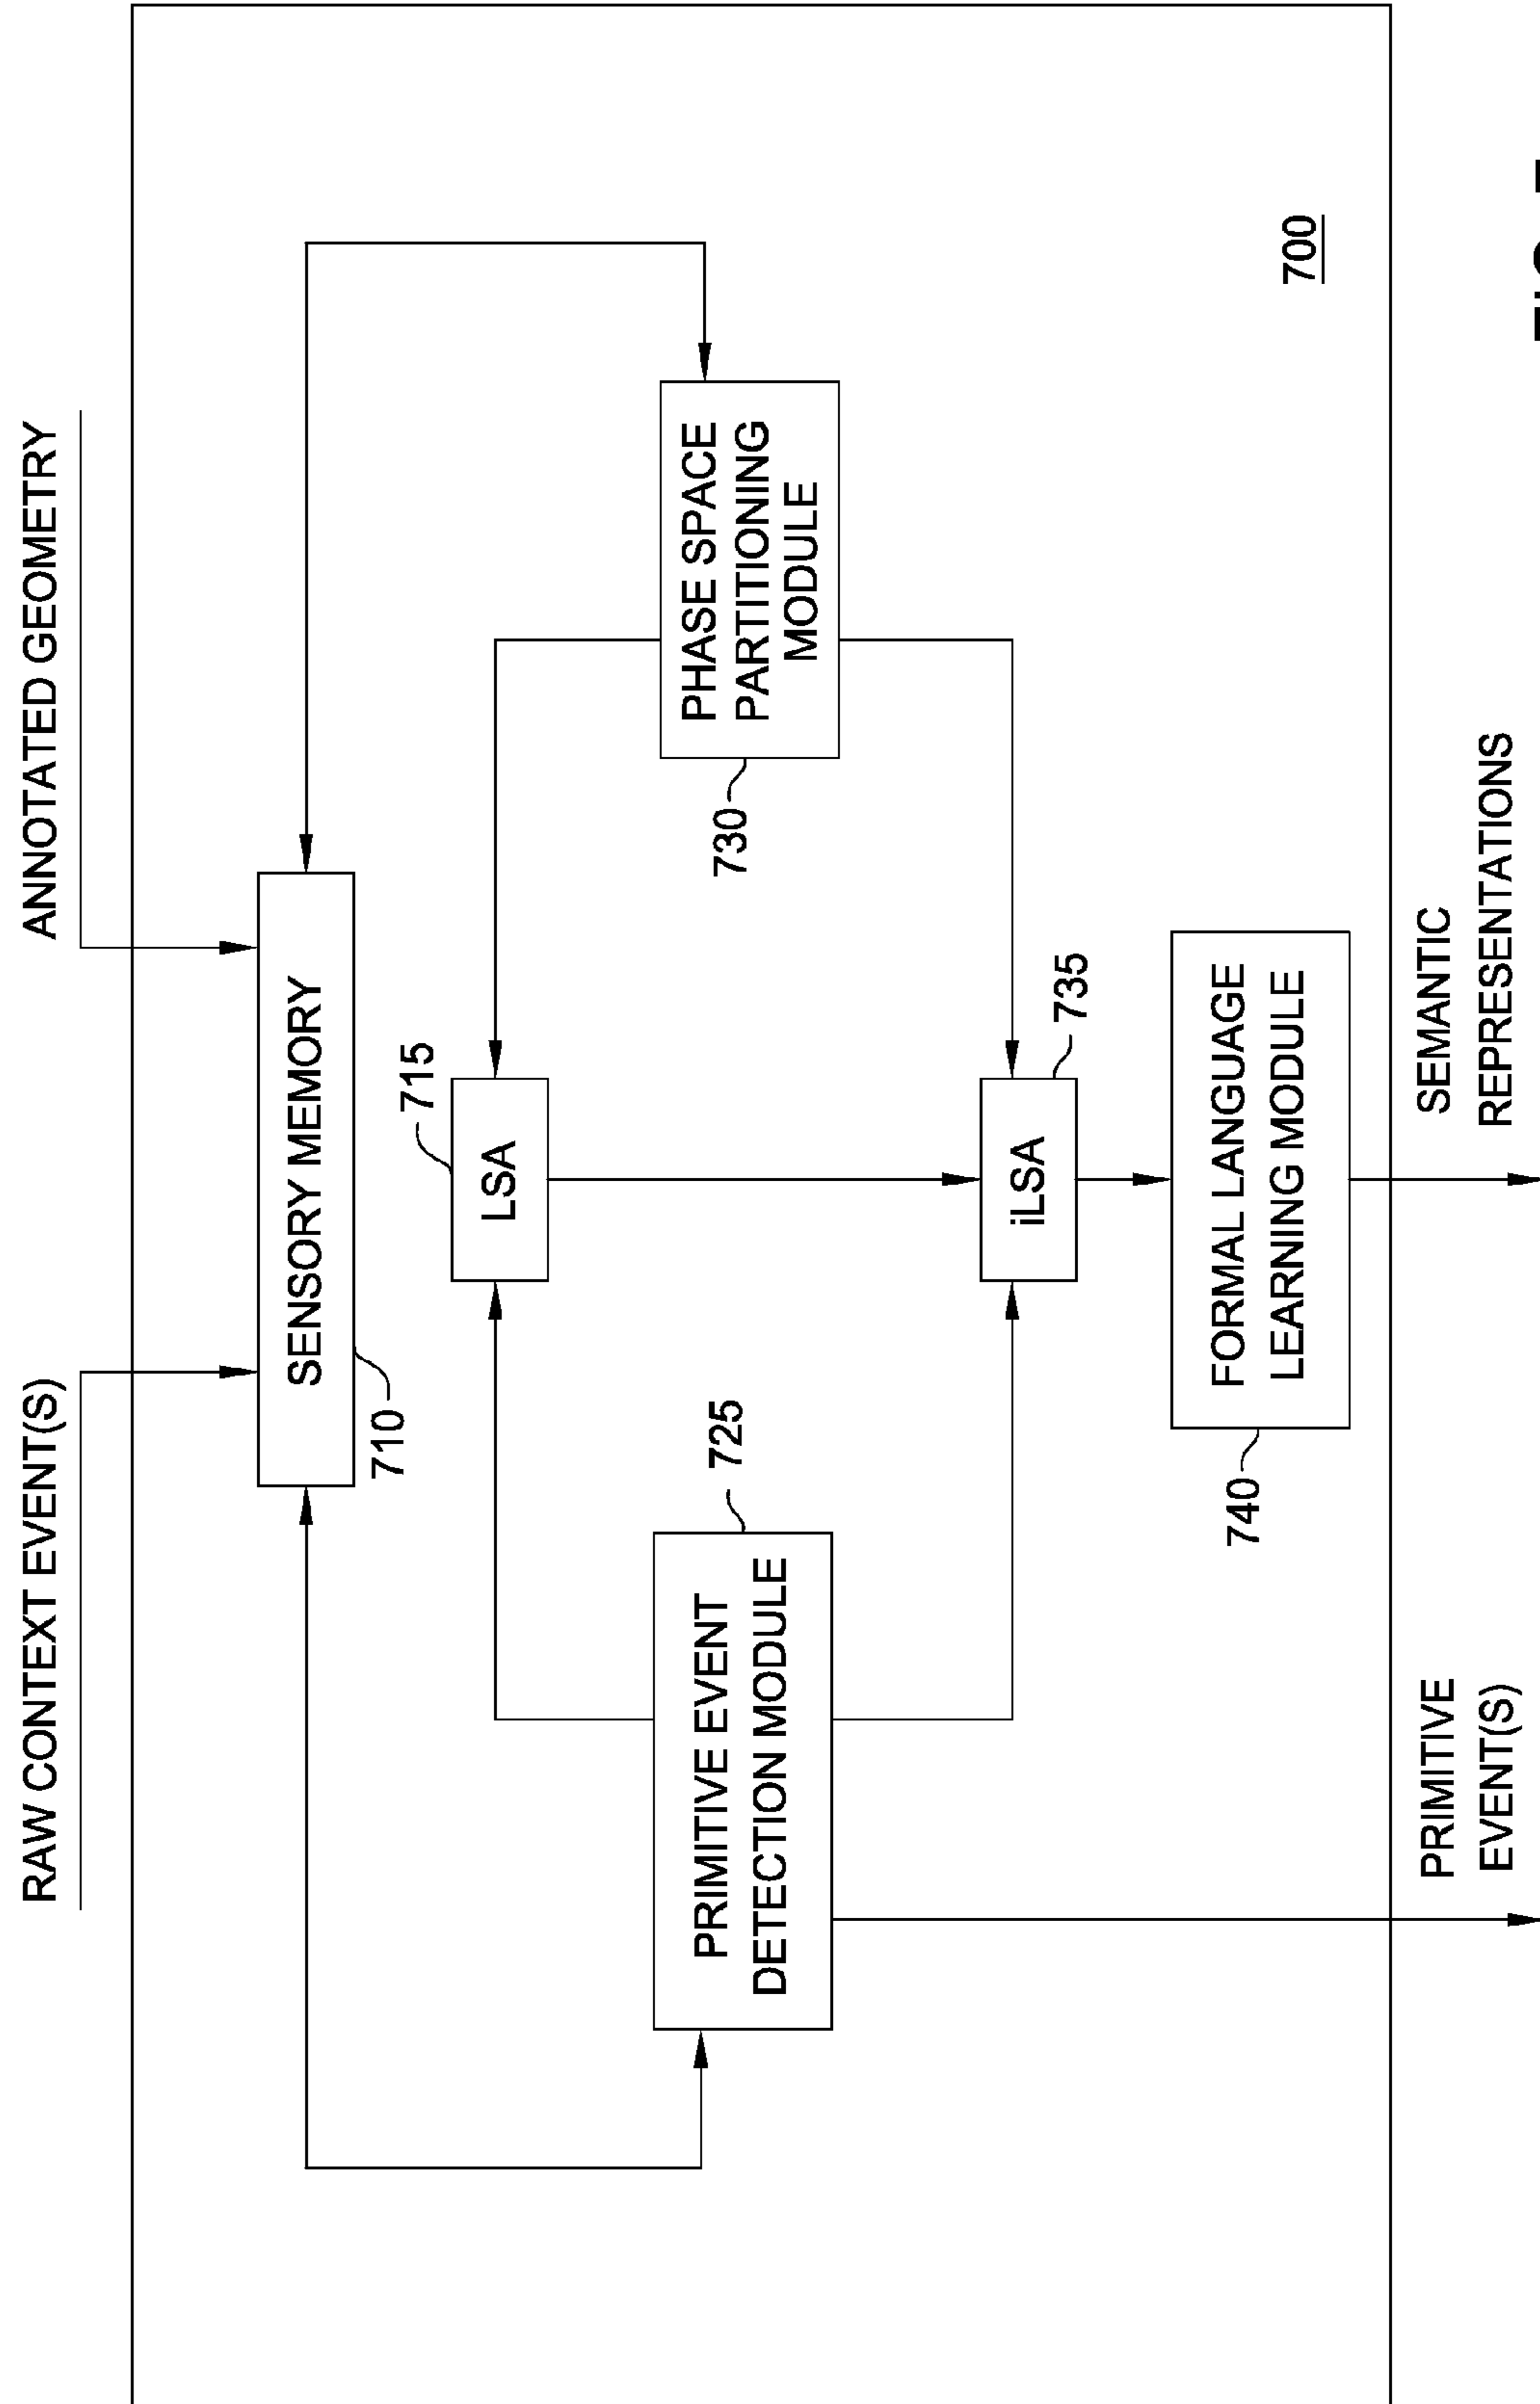 RAW CONTEXT EVENT(S)
ANNOTATED GEOMETRY
SENSORY MEMORY
710
715
LSA
PRIMITIVE EVENT
DETECTION MODULE
725
PHASE SPACE
PARTITIONING
MODULE
730
iLSA
735
FORMAL LANGUAGE
LEARNING MODULE
740
700
PRIMITIVE
EVENT(S)
SEMANTIC
REPRESENTATIONS